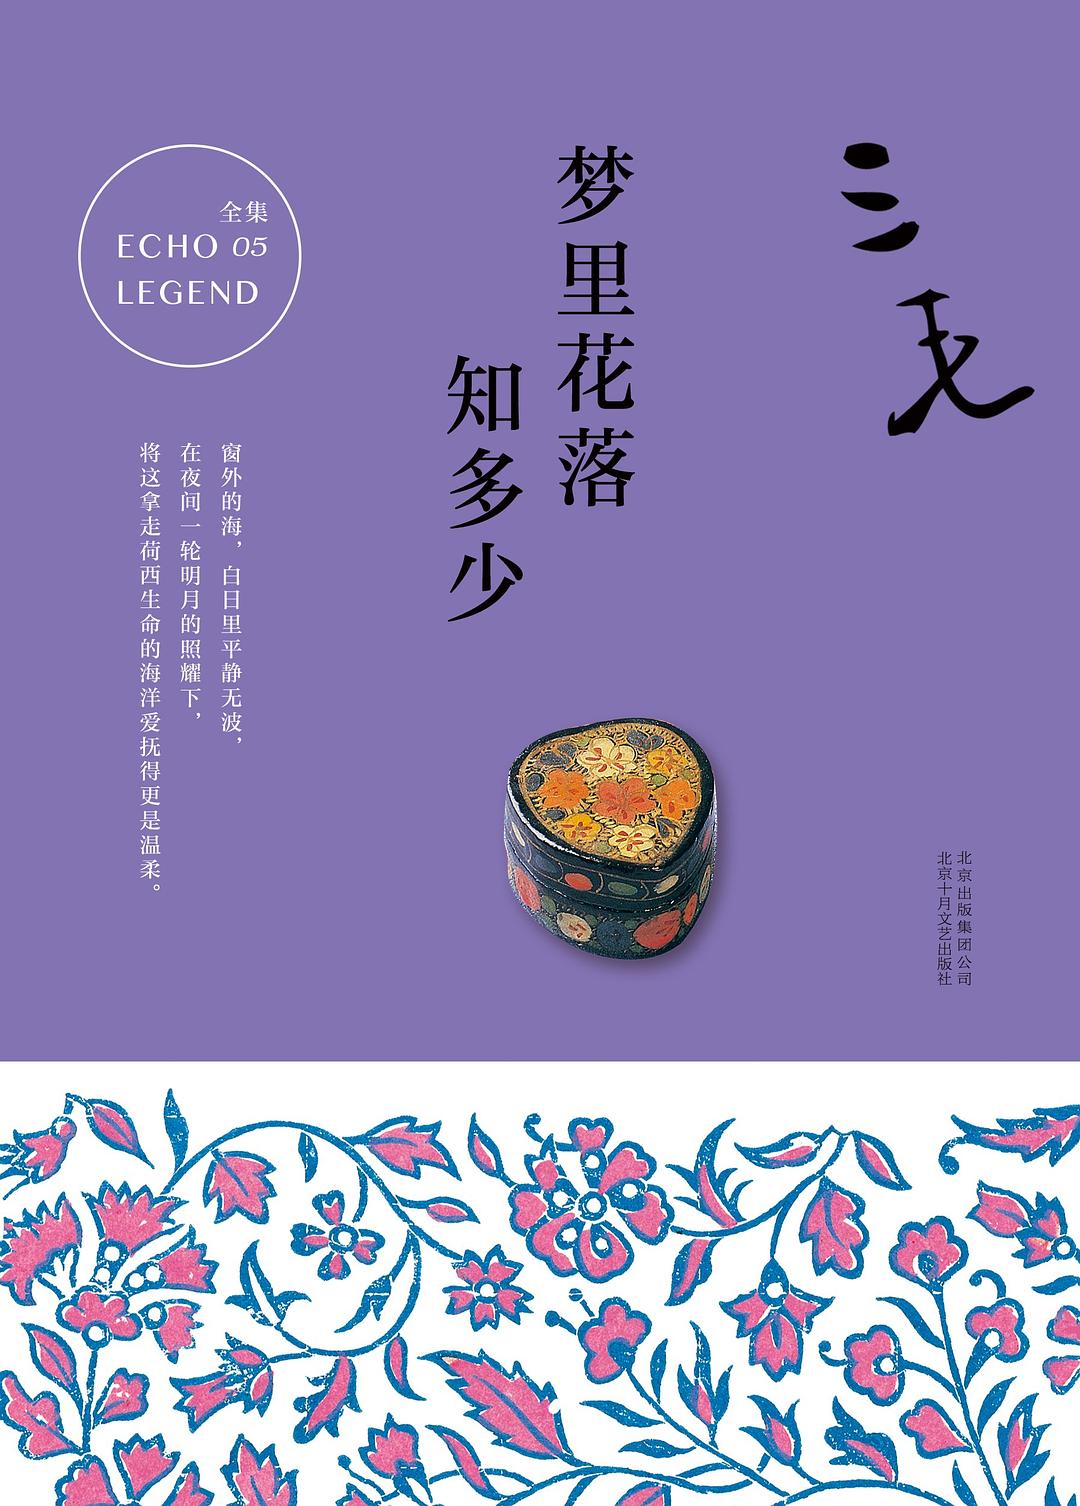 三毛
梦里花落
知多少
全集
ECHO 05
LEGEND
窗外的海，白日里平静无波，
在夜间一轮明月的照耀下，
将这拿走荷西生命的海洋爱抚得更是温柔。
北京出版集团公司
北京十月文艺出版社